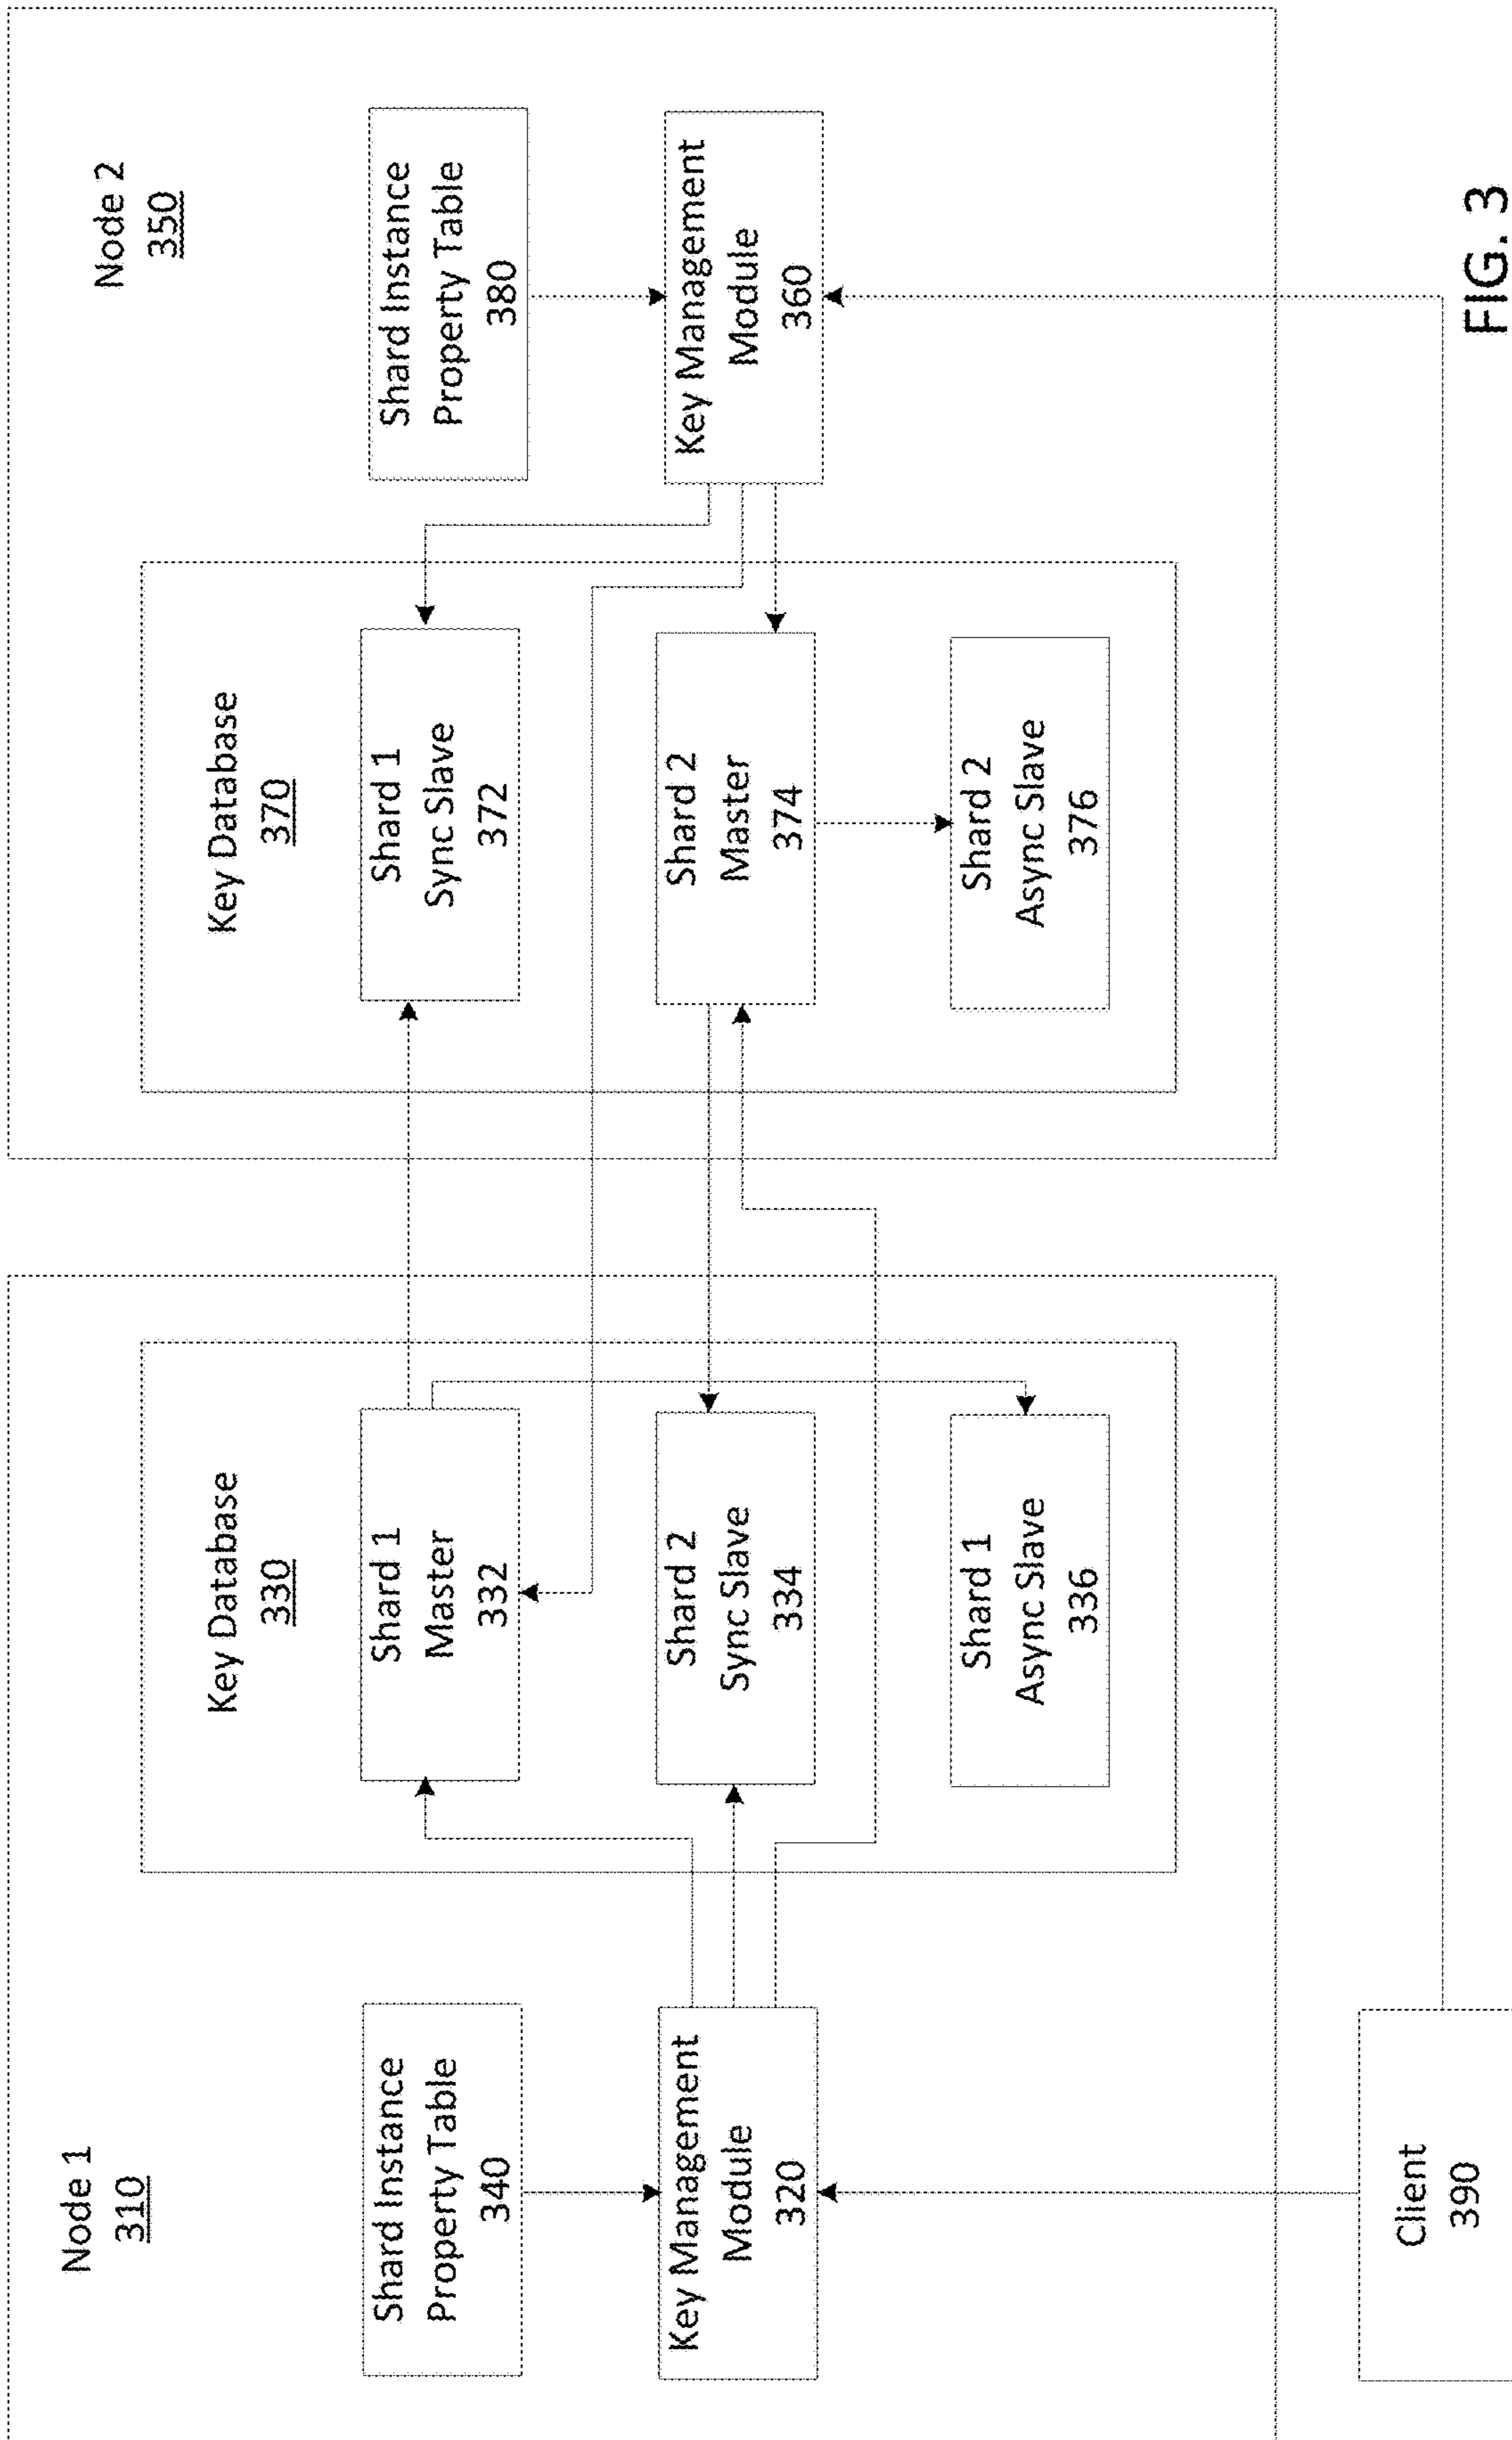 Node 1
310
Shard Instance
Property Table
340
Key Management
Module
320
Key Database
330
Shard 1
Master
332
Shard 2
Sync Slave
334
Shard 1
Async Slave
336
Node 2
350
Key Database
370
Shard 1
Sync Slave
372
Shard 2
Master
374
Shard 2
Async Slave
376
Shard Instance
Property Table
380
Key Management
Module
360
Client
390
FIG. 3